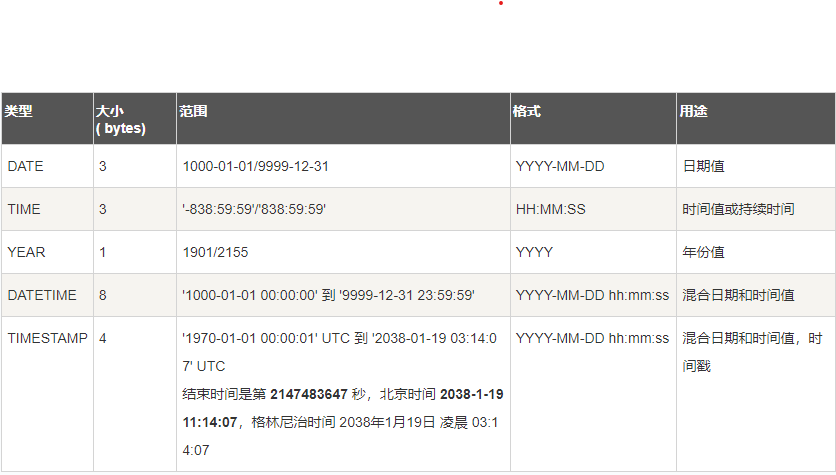 类型 大小 范围 格式 用途
( bytes)
DATE 3 1000-01-01/9999-12-31 YYYY-MM-DD 日期值
TIME 3 '-838:59:59'/'838:59:59' HH:MM:SS 时间值或持续时间
YEAR 1 1901/2155 YYYY 年份值
DATETIME 8 '1000-01-01 00:00:00' 到 '9999-12-31 23:59:59' YYYY-MM-DD hh:mm:ss 混合日期和时间值
TIMESTAMP 4 '1970-01-01 00:00:01' UTC 到 '2038-01-19 03:14:0 YYYY-MM-DD hh:mm:ss 混合日期和时间值，时
7' UTC 间戳
结束时间是第 2147483647 秒，北京时间 2038-1-19
11:14:07，格林尼治时间 2038年1月19日 凌晨 03:1
4:07